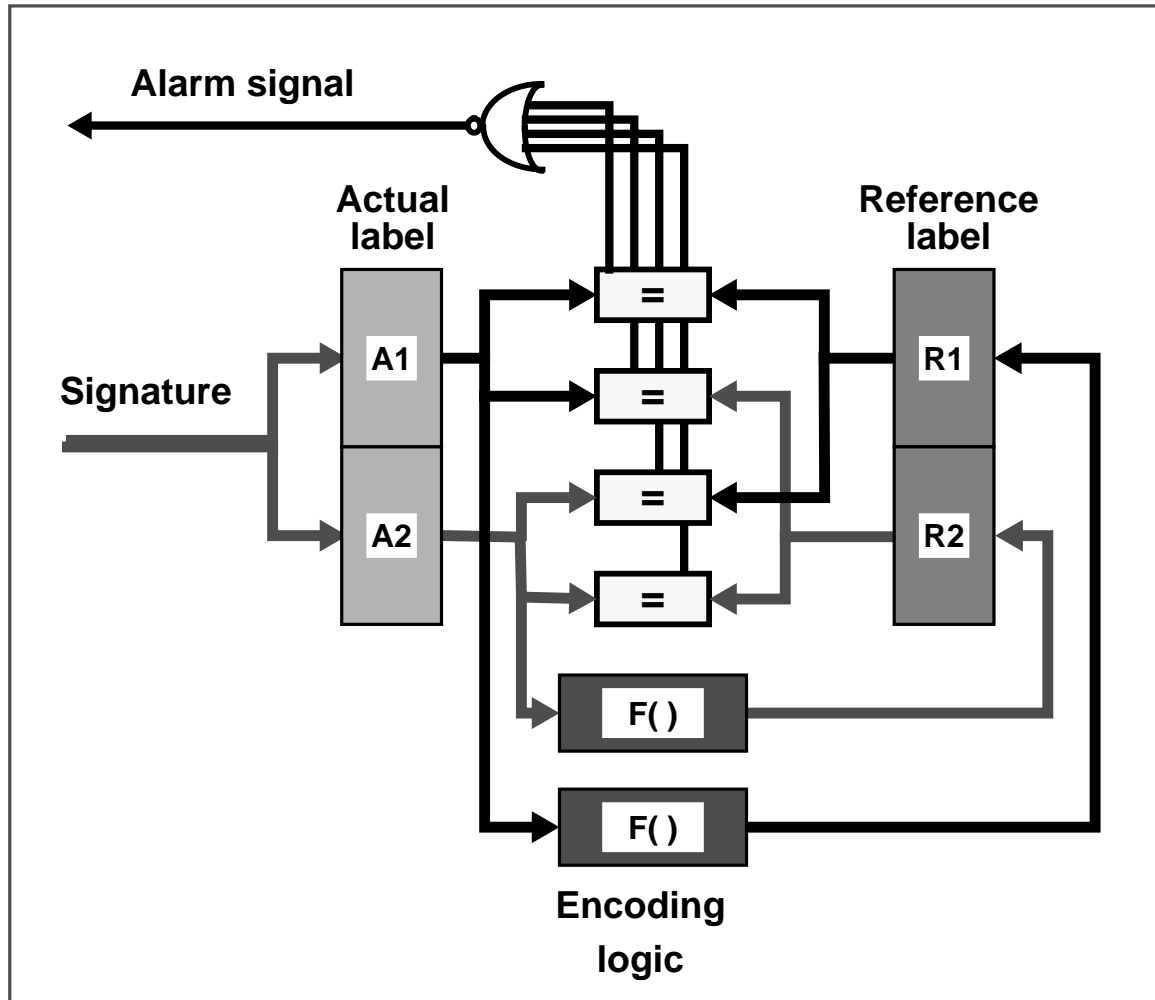 Alarm signal
Actual
label
Reference
label
=
A1
R1
Signature
=
=
A2
R2
=
F( )
F( )
Encoding
logic